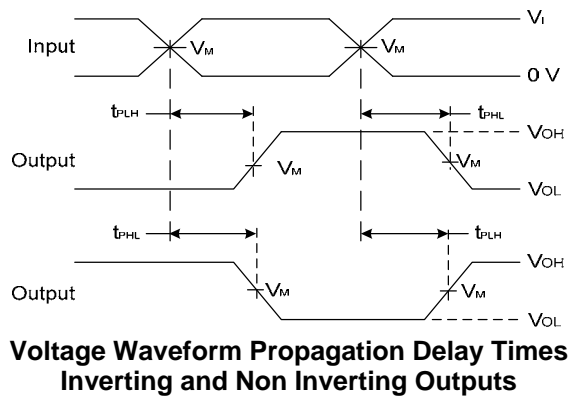 Vı
Input
VM
VM
0 V
tPLH
tPHL
VOH
Output
VM
VM
VOL
tPHL
tPLH
VOH
Output
VM
VM
VOL
Voltage Waveform Propagation Delay Times
Inverting and Non Inverting Outputs